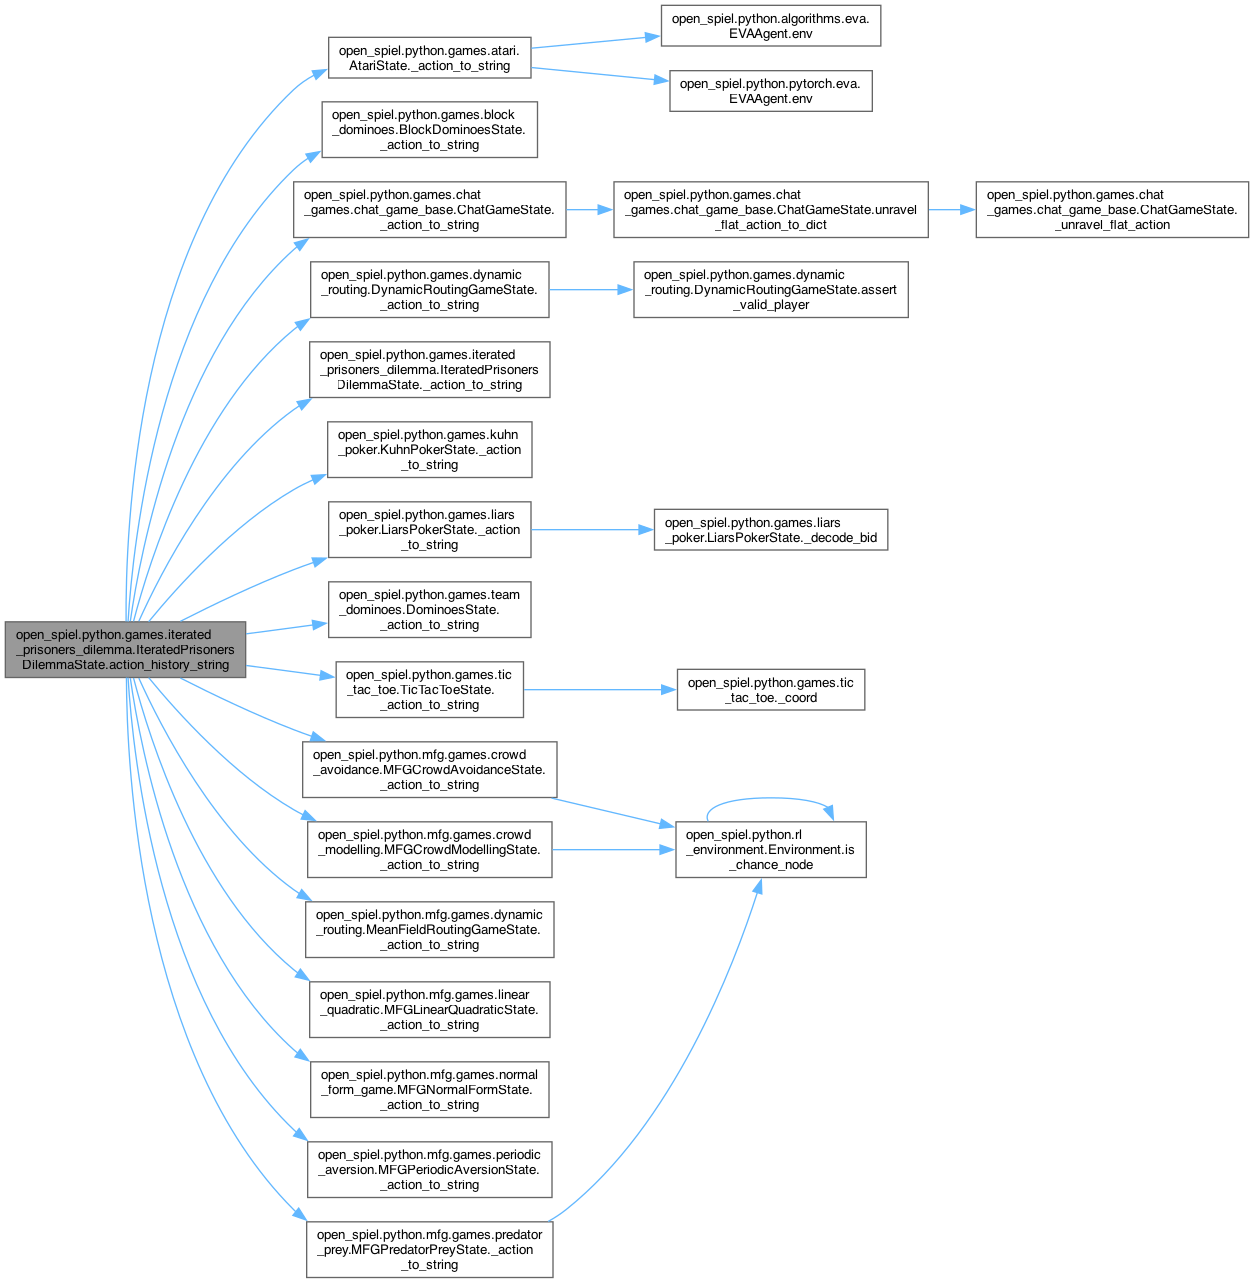 open_spiel.python.games.iterated
_prisoners_dilemma.IteratedPrisoners
DilemmaState.action_history_string
open_spiel.python.games.atari.
AtariState._action_to_string
open_spiel.python.algorithms.eva.
EVAAgent.env
open_spiel.python.pytorch.eva.
EVAAgent.env
open_spiel.python.games.block
_dominoes.BlockDominoesState.
_action_to_string
open_spiel.python.games.chat
_games.chat_game_base.ChatGameState.
_action_to_string
open_spiel.python.games.chat
_games.chat_game_base.ChatGameState.unravel
_flat_action_to_dict
open_spiel.python.games.chat
_games.chat_game_base.ChatGameState.
_unravel_flat_action
open_spiel.python.games.dynamic
_routing.DynamicRoutingGameState.
_action_to_string
open_spiel.python.games.dynamic
_routing.DynamicRoutingGameState.assert
_valid_player
open_spiel.python.games.iterated
_prisoners_dilemma.IteratedPrisoners
DilemmaState._action_to_string
open_spiel.python.games.kuhn
_poker.KuhnPokerState._action
_to_string
open_spiel.python.games.liars
_poker.LiarsPokerState._action
_to_string
open_spiel.python.games.liars
_poker.LiarsPokerState._decode_bid
open_spiel.python.games.team
_dominoes.DominoesState.
_action_to_string
open_spiel.python.games.tic
_tac_toe.TicTacToeState.
_action_to_string
open_spiel.python.games.tic
_tac_toe._coord
open_spiel.python.mfg.games.crowd
_avoidance.MFGCrowdAvoidanceState.
_action_to_string
open_spiel.python.rl
_environment.Environment.is
_chance_node
open_spiel.python.mfg.games.crowd
_modelling.MFGCrowdModellingState.
_action_to_string
open_spiel.python.mfg.games.dynamic
_routing.MeanFieldRoutingGameState.
_action_to_string
open_spiel.python.mfg.games.linear
_quadratic.MFGLinearQuadraticState.
_action_to_string
open_spiel.python.mfg.games.normal
_form_game.MFGNormalFormState.
_action_to_string
open_spiel.python.mfg.games.periodic
_aversion.MFGPeriodicAversionState.
_action_to_string
open_spiel.python.mfg.games.predator
_prey.MFGPredatorPreyState._action
_to_string